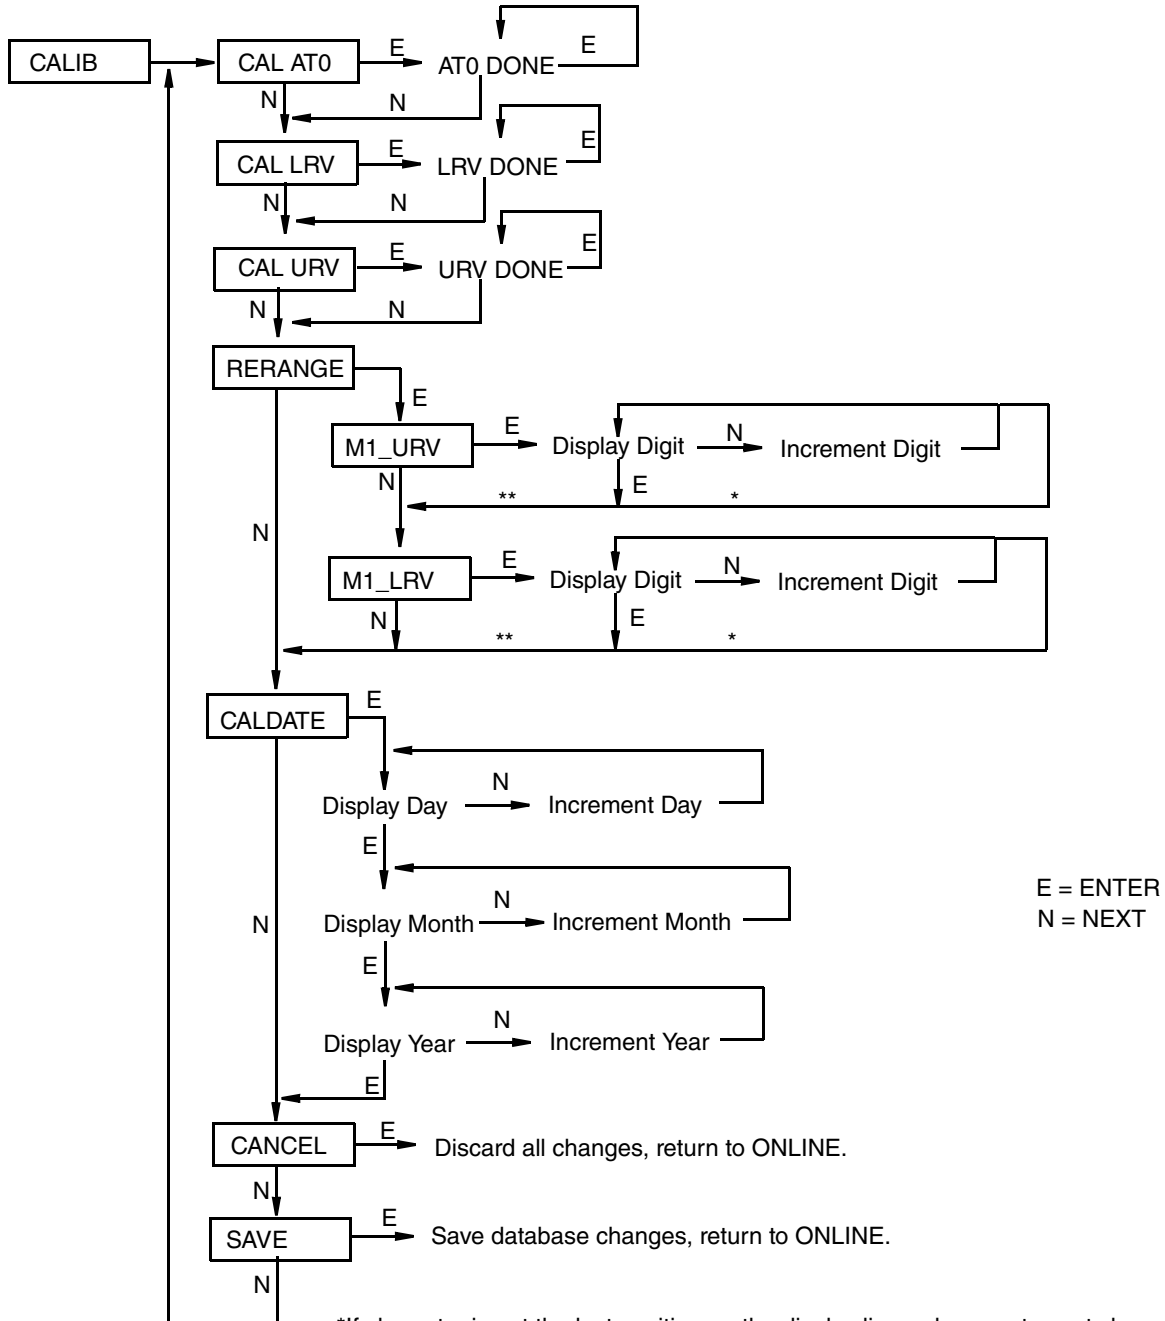 CALIB
CAL AT0
E
AT0 DONE
E
N
N
CAL LRV
E
LRV DONE
E
N
N
CAL URV
E
URV DONE
E
N
N
RERANGE
E
M1_URV
E
Display Digit
N
Increment Digit
N
E
**
*
N
M1_LRV
E
Display Digit
N
Increment Digit
N
E
**
*
CALDATE
E
Display Day
N
Increment Day
E
N
Display Month
N
Increment Month
E = ENTER
N = NEXT
E
Display Year
N
Increment Year
E
CANCEL
E
Discard all changes, return to ONLINE.
N
SAVE
E
Save database changes, return to ONLINE.
N